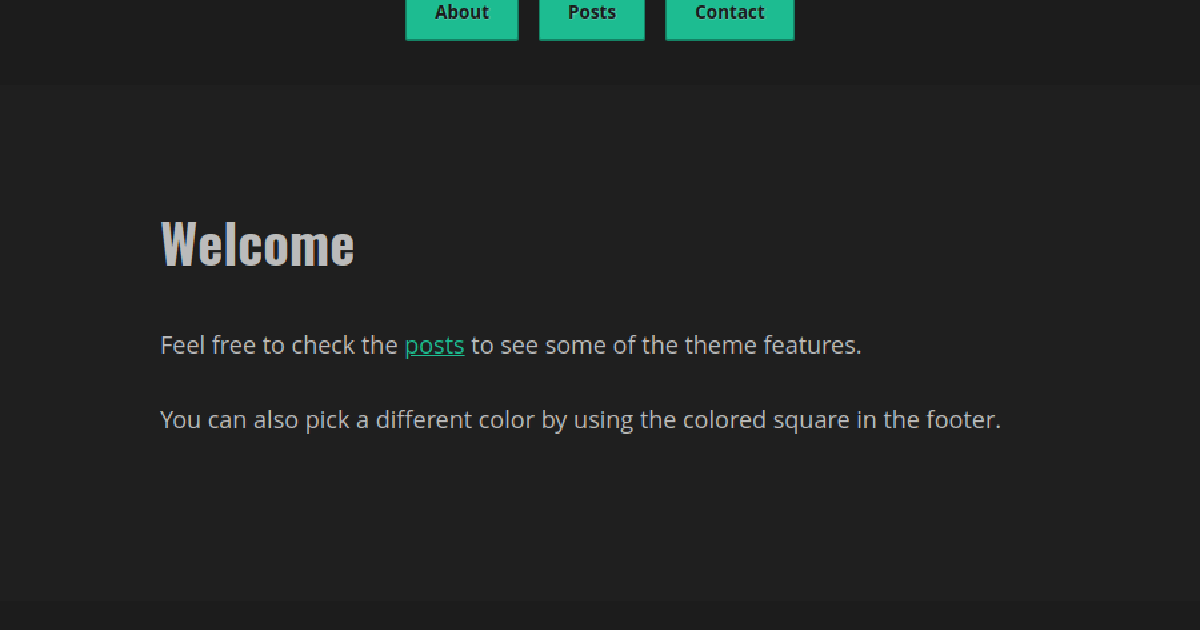 About Posts Contact
Welcome
Feel free to check the posts to see some of the theme features.
You can also pick a different color by using the colored square in the footer.